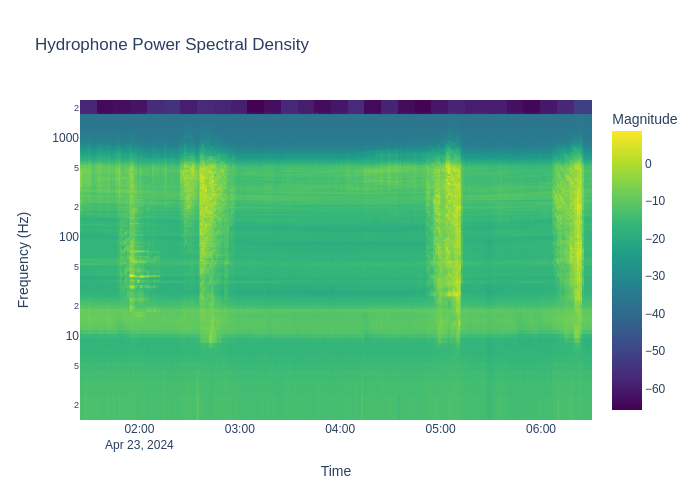 Hydrophone Power Spectral Density
Magnitude
2
1000
5
2
100
5
2
10
5
2
Frequency (Hz)
0
−10
−20
−30
−40
−50
−60
02:00 03:00 04:00 05:00 06:00
Apr 23, 2024
Time